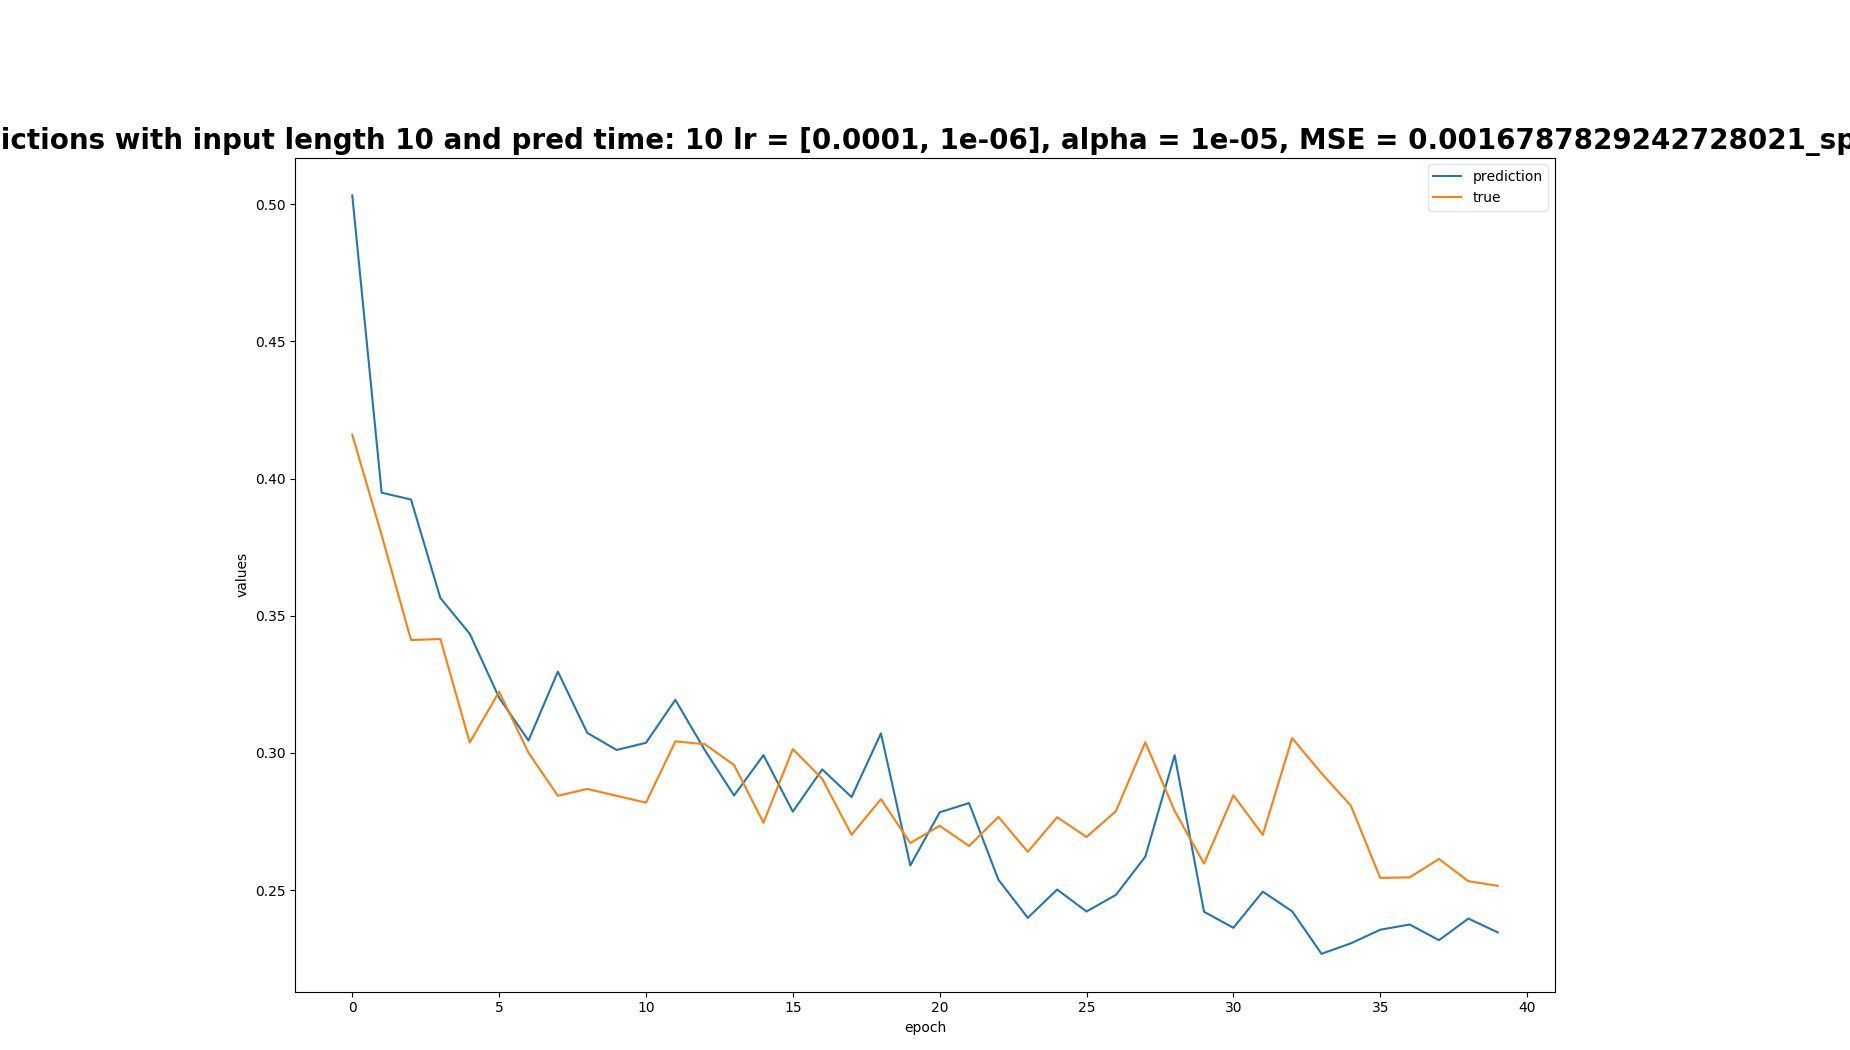 ictions with input length 10 and pred time: 10 lr = [0.0001, 1e-06], alpha = 1e-05, MSE = 0.0016787829242728021_sp
prediction
true
0.50
0.45
0.40
0.35
0.30
0.25
values
0 5 10 15 20 25 30 35 40
epoch